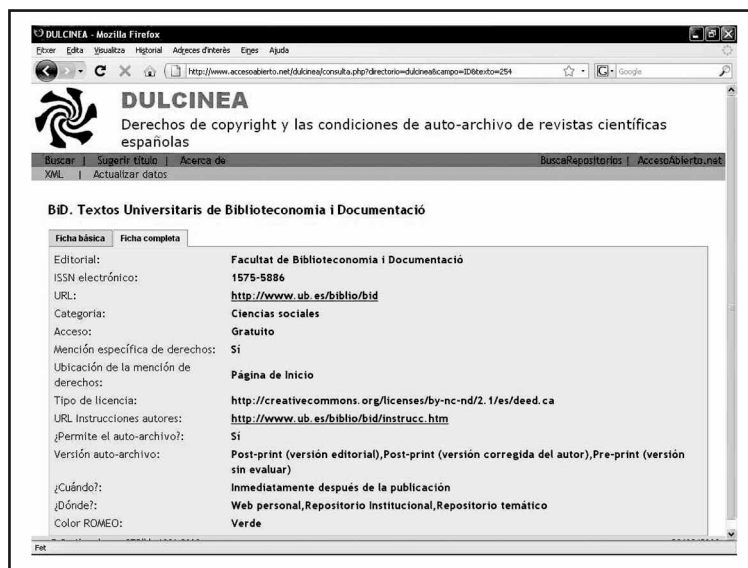 DULCINEA - Mozilla Firefox
Fitxer Edita Visualitza Historial Adreces d'interès Eines Ajuda
http://www.accesoabierto.net/dulcinea/consulta.php?directorio=dulcinea&campo=ID&texto=254
Google
DULCINEA
Derechos de copyright y las condiciones de auto-archivo de revistas científicas
españolas
Buscar | Sugerir título | Acerca de BuscaRepositorios | AccesoAbierto.net
XML | Actualizar datos
BiD. Textos Universitaris de Biblioteconomia i Documentació
Ficha básica Ficha completa
Editorial: Facultat de Biblioteconomia i Documentació
ISSN electrónico: 1575-5886
URL: http://www.ub.es/biblio/bid
Categoria: Ciencias sociales
Acceso: Gratuito
Mención específica de derechos: Sí
Ubicación de la mención de
derechos: Página de Inicio
Tipo de licencia: http://creativecommons.org/licenses/by-nc-nd/2.1/es/deed.ca
URL Instrucciones autores: http://www.ub.es/biblio/bid/instrucc.htm
¿Permite el auto-archivo?: Sí
Versión auto-archivo: Post-print (versión editorial),Post-print (versión corregida del autor),Pre-print (versión
sin evaluar)
¿Cuándo?: Inmediatamente después de la publicación
¿Dónde?: Web personal,Repositorio Institucional,Repositorio temático
Color ROMEO: Verde
Fet